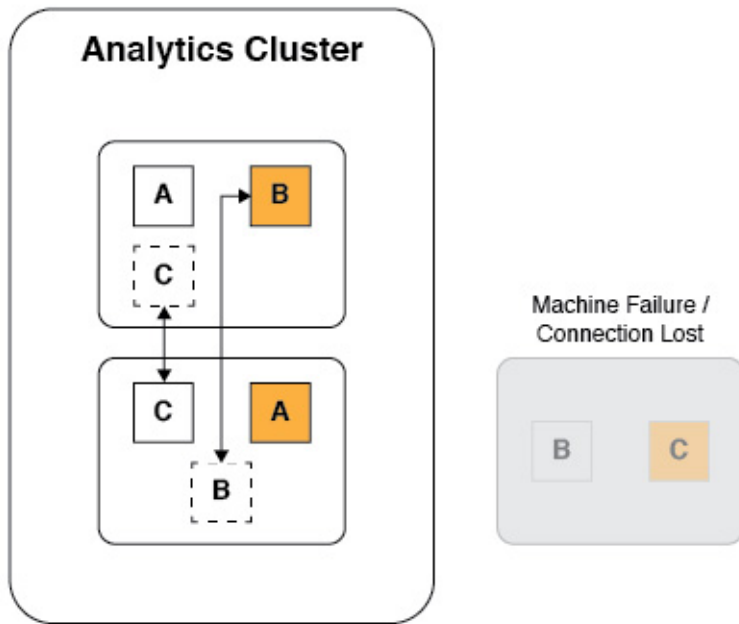 Analytics Cluster
A B
C
Machine Failure /
Connection Lost
C A
B
B C